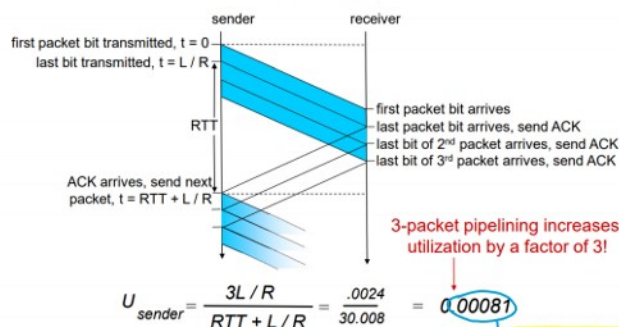 sender
receiver
first packet bit transmitted, t = 0
last bit transmitted, t = L / R
RTT
first packet bit arrives
last packet bit arrives, send ACK
last bit of 2nd packet arrives, send ACK
last bit of 3rd packet arrives, send ACK
ACK arrives, send next
packet, t = RTT + L / R
3-packet pipelining increases
utilization by a factor of 3!
U sender = 3L / R / RTT + L / R = .0024 / 30.008 = 0.00081